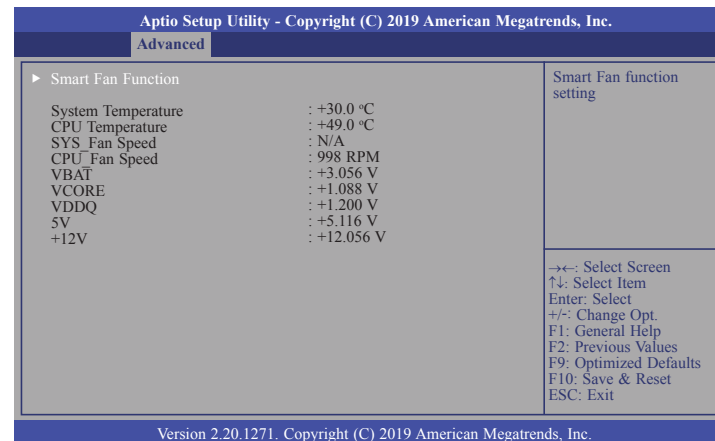 Aptio Setup Utility - Copyright (C) 2019 American Megatrends, Inc.
Advanced
► Smart Fan Function
System Temperature : +30.0 ºC
CPU Temperature : +49.0 ºC
SYS_Fan Speed : N/A
CPU_Fan Speed : 998 RPM
VBAT : +3.056 V
VCORE : +1.088 V
VDDQ : +1.200 V
5V : +5.116 V
+12V : +12.056 V
Smart Fan function
setting
→←: Select Screen
↑↓: Select Item
Enter: Select
+/-: Change Opt.
F1: General Help
F2: Previous Values
F9: Optimized Defaults
F10: Save & Reset
ESC: Exit
Version 2.20.1271. Copyright (C) 2019 American Megatrends, Inc.